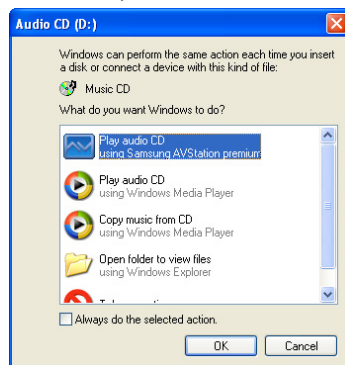 Audio CD (D:)
Windows can perform the same action each time you insert
a disk or connect a device with this kind of file:
Music CD
What do you want Windows to do?
Play audio CD
using Samsung AVStation premium
Play audio CD
using Windows Media Player
Copy music from CD
using Windows Media Player
Open folder to view files
using Windows Explorer
Always do the selected action.
OK Cancel